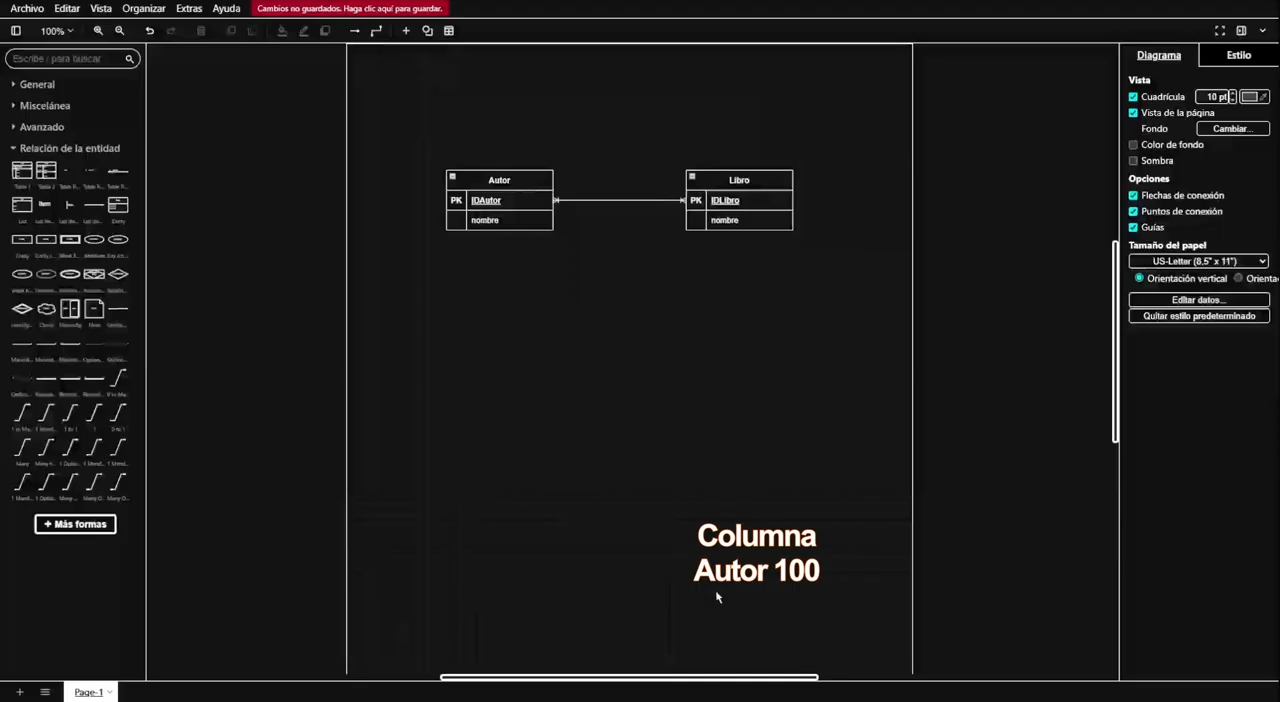 Archivo Editar Vista Organizar Extras Ayuda Cambios no guardados. Haga clic aquí para guardar.
100%
Escribe / para buscar
General
Miscelánea
Avanzado
Relación de la entidad
+ Más formas
Autor
PK IDAutor
nombre
Libro
PK IDLibro
nombre
Columna
Autor 100
Diagrama Estilo
Vista
Cuadrícula 10 pt
Vista de la página
Fondo Cambiar...
Color de fondo
Sombra
Opciones
Flechas de conexión
Puntos de conexión
Guías
Tamaño del papel
US-Letter (8.5" x 11")
Orientación vertical Orienta
Editar datos...
Quitar estilo predeterminado
Page-1